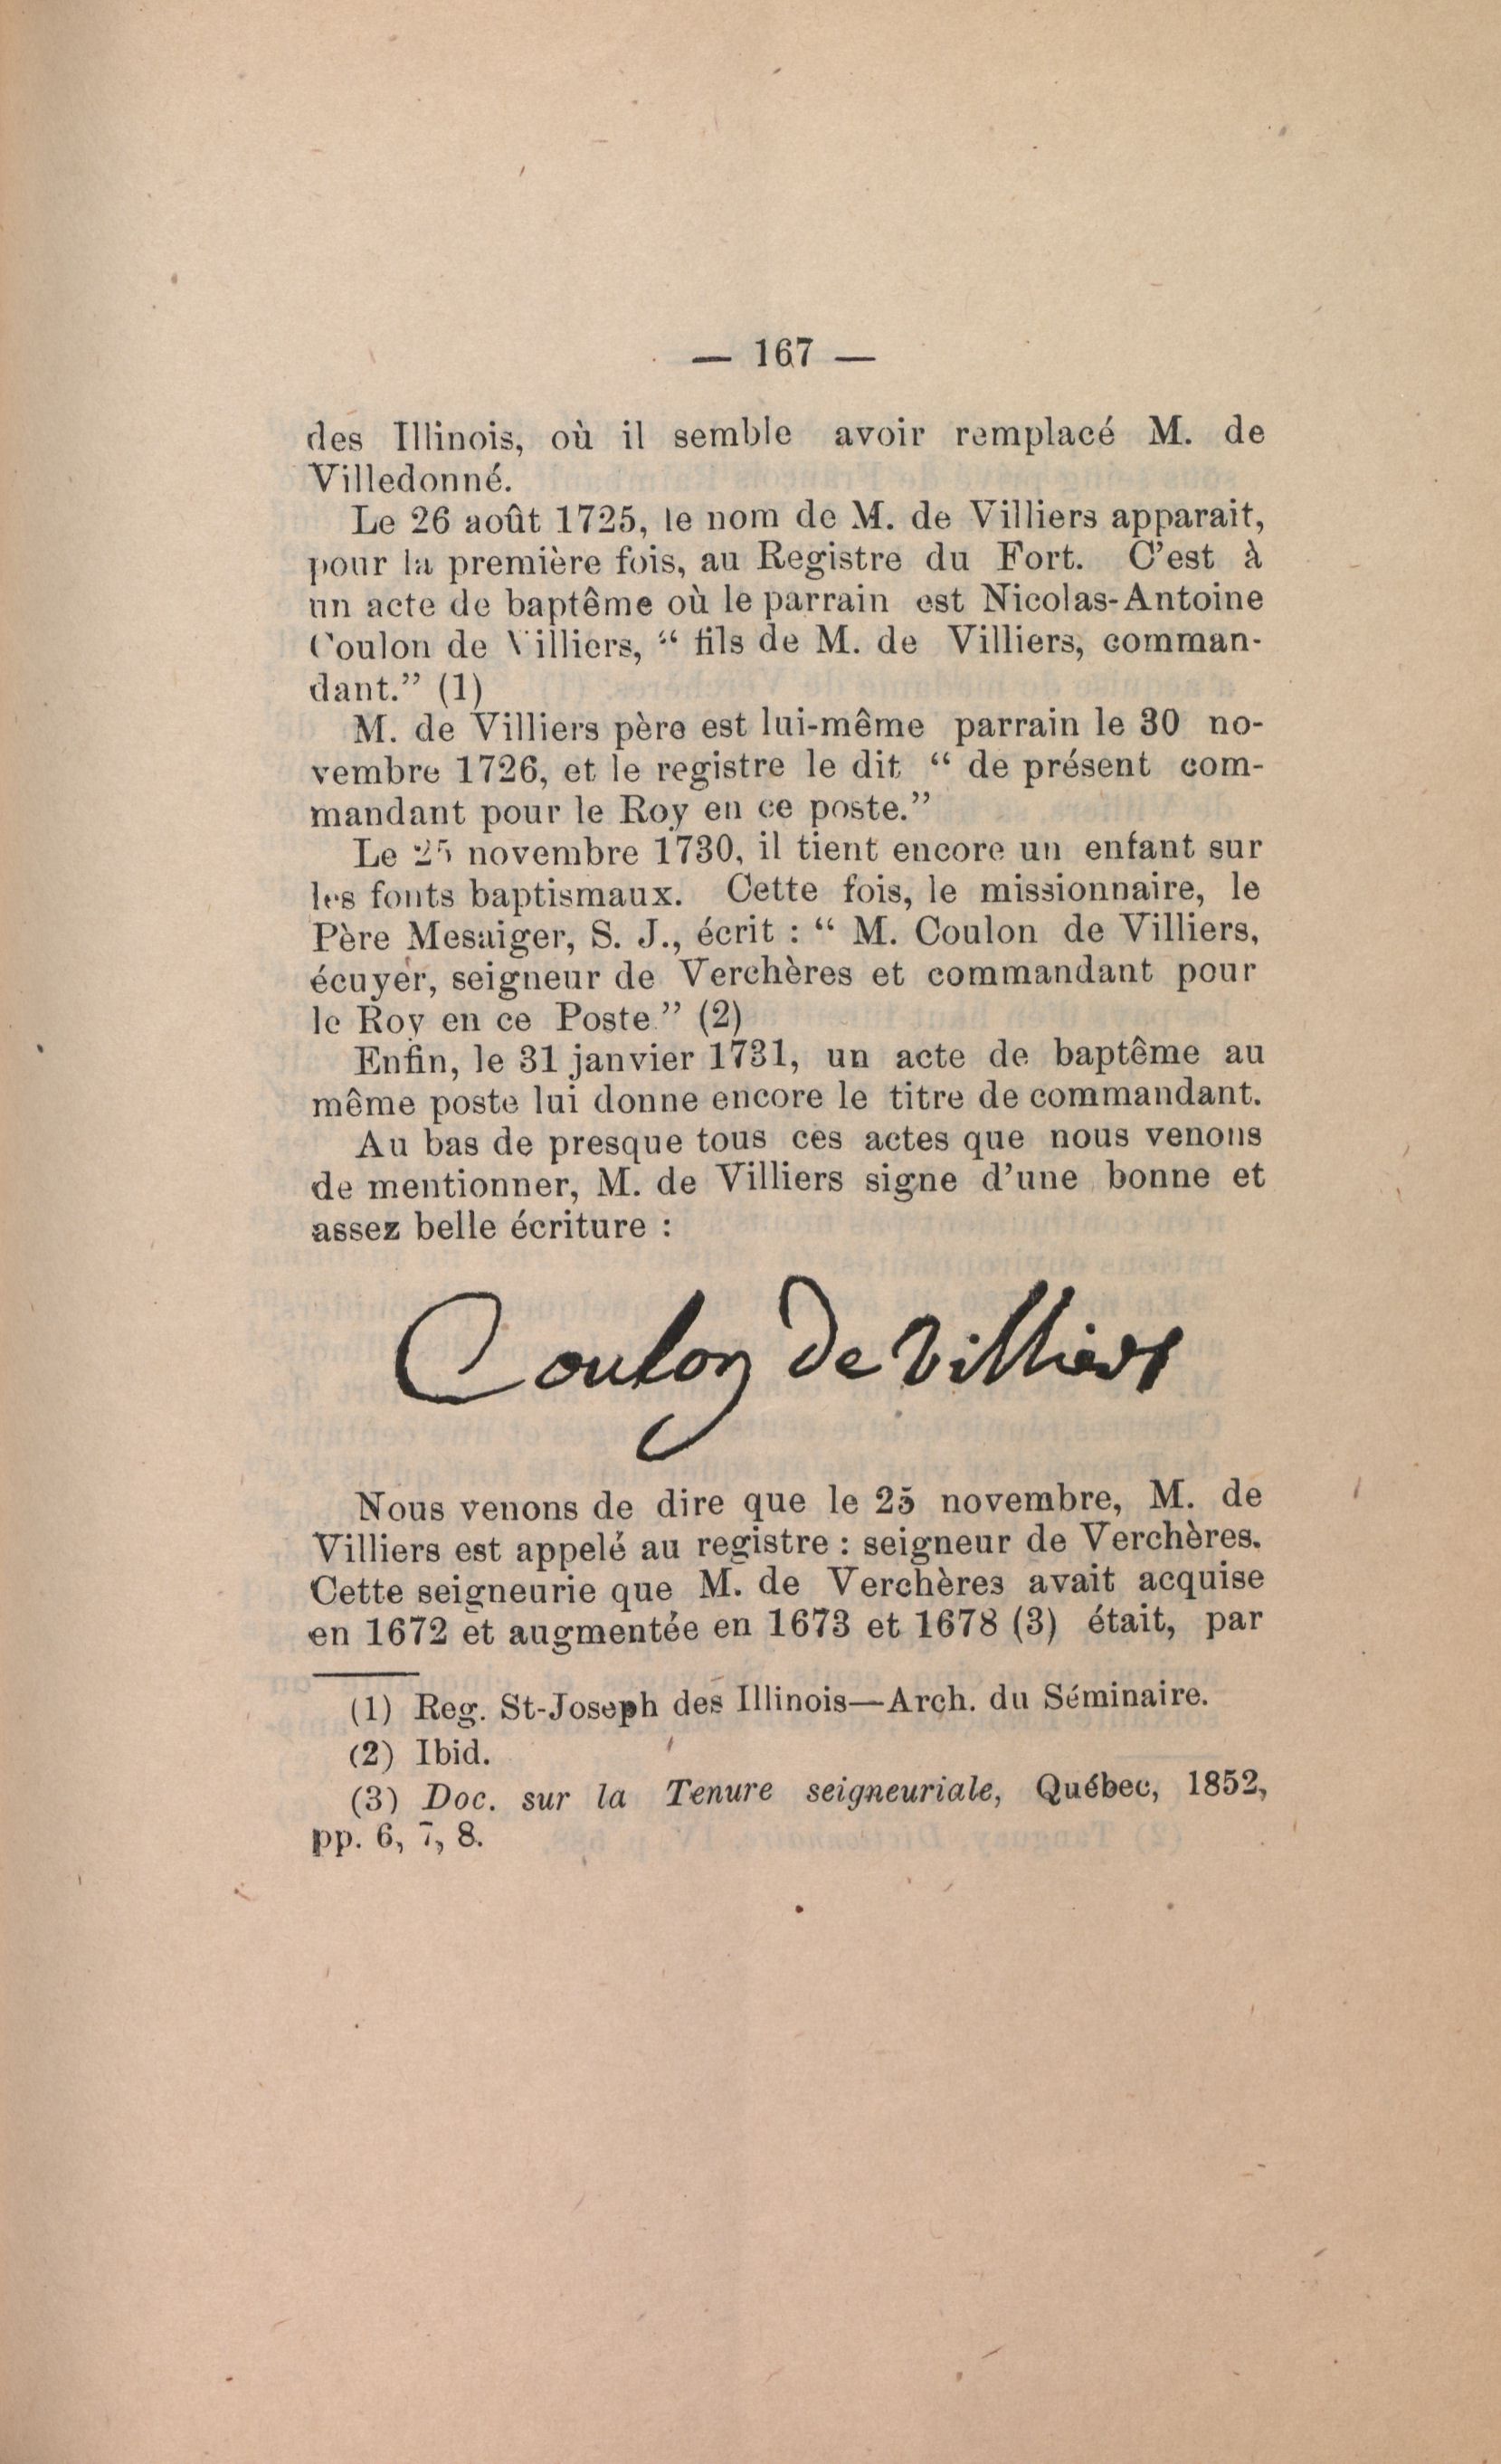 — 167 —
des Illinois, où il semble avoir remplacé M. de
Villedonné.
Le 26 août 1725, le nom de M. de Villiers apparait,
pour la première fois, au Registre du Fort. C'est à
un acte de baptême où le parrain est Nicolas-Antoine
Coulon de Villiers, “ fils de M. de Villiers, comman-
dant.” (1)
M. de Villiers père est lui-même parrain le 30 no-
vembre 1726, et le registre le dit “ de présent com-
mandant pour le Roy en ce poste.”
Le 25 novembre 1730, il tient encore un enfant sur
les fonts baptismaux. Cette fois, le missionnaire, le
Père Mesaiger, S. J., écrit : “ M. Coulon de Villiers,
écuyer, seigneur de Verchères et commandant pour
le Roy en ce Poste.” (2)
Enfin, le 31 janvier 1731, un acte de baptême au
même poste lui donne encore le titre de commandant.
Au bas de presque tous ces actes que nous venons
de mentionner, M. de Villiers signe d'une bonne et
assez belle écriture :
Coulon De Villiers
Nous venons de dire que le 25 novembre, M. de
Villiers est appelé au registre : seigneur de Verchères.
Cette seigneurie que M. de Verchères avait acquise
en 1672 et augmentée en 1673 et 1678 (3) était, par
(1) Reg. St-Joseph des Illinois—Arch. du Séminaire.
(2) Ibid.
(3) Doc. sur la Tenure seigneuriale, Québec, 1852,
pp. 6, 7, 8.